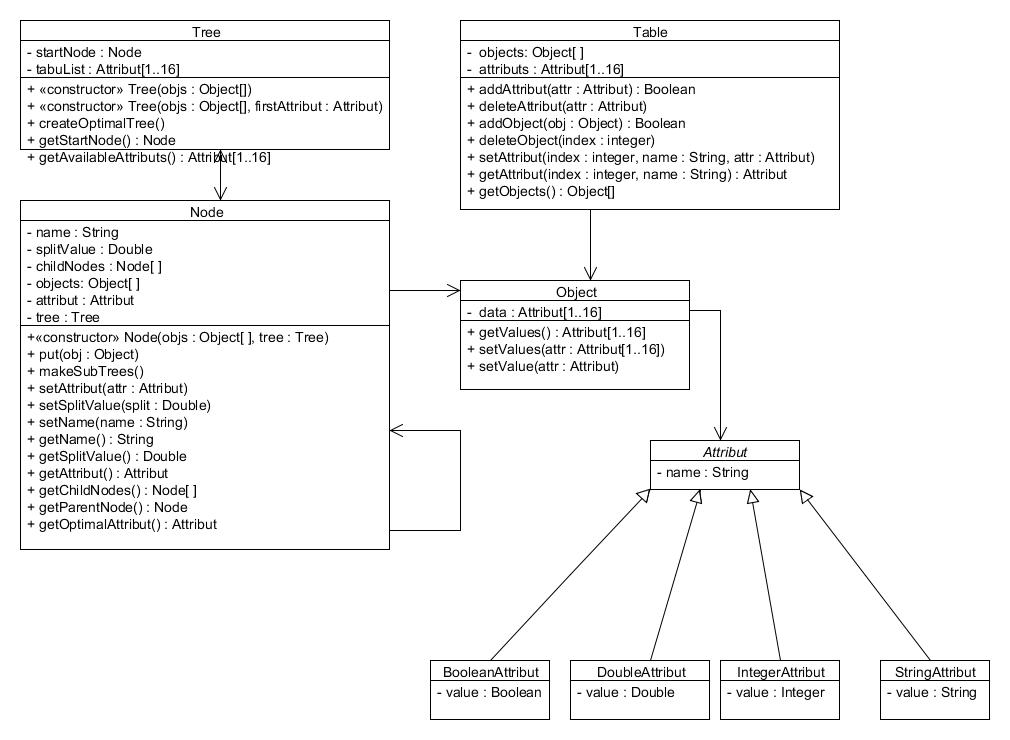 Tree
- startNode : Node
- tabuList : Attribut[1..16]
+ «constructor» Tree(objs : Object[])
+ «constructor» Tree(objs : Object[], firstAttribut : Attribut)
+ createOptimalTree()
+ getStartNode() : Node
+ getAvailableAttributs() : Attribut[1..16]
Table
- objects: Object[ ]
- attributs : Attribut[1..16]
+ addAttribut(attr : Attribut) : Boolean
+ deleteAttribut(attr : Attribut)
+ addObject(obj : Object) : Boolean
+ deleteObject(index : integer)
+ setAttribut(index : integer, name : String, attr : Attribut)
+ getAttribut(index : integer, name : String) : Attribut
+ getObjects() : Object[]
Node
- name : String
- splitValue : Double
- childNodes : Node[ ]
- objects: Object[ ]
- attribut : Attribut
- tree : Tree
+«constructor» Node(objs : Object[ ], tree : Tree)
+ put(obj : Object)
+ makeSubTrees()
+ setAttribut(attr : Attribut)
+ setSplitValue(split : Double)
+ setName(name : String)
+ getName() : String
+ getSplitValue() : Double
+ getAttribut() : Attribut
+ getChildNodes() : Node[ ]
+ getParentNode() : Node
+ getOptimalAttribut() : Attribut
Object
- data : Attribut[1..16]
+ getValues() : Attribut[1..16]
+ setValues(attr : Attribut[1..16])
+ setValue(attr : Attribut)
Attribut
- name : String
BooleanAttribut
- value : Boolean
DoubleAttribut
- value : Double
IntegerAttribut
- value : Integer
StringAttribut
- value : String